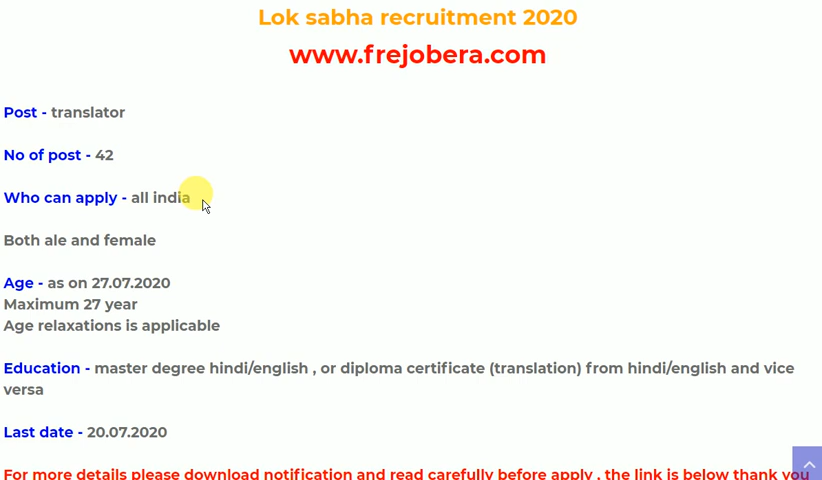 Lok sabha recruitment 2020
www.frejobera.com
Post - translator
No of post - 42
Who can apply - all india
Both ale and female
Age - as on 27.07.2020
Maximum 27 year
Age relaxations is applicable
Education - master degree hindi/english , or diploma certificate (translation) from hindi/english and vice
versa
Last date - 20.07.2020
For more details please download notification and read carefully before apply , the link is below thank you